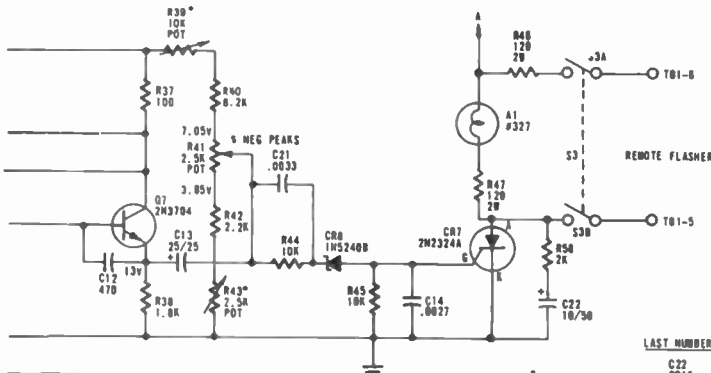 R39*
10K
POT
R37
100
R40
8.2K
7.05V
R41
2.5K
POT
3.85V
% NEG PEAKS
C21
.0033
Q7
2N3704
C13
25/25
R42
2.2K
R44
10K
CR8
1N5240B
C12
470
13V
R38
1.8K
R43*
2.5K
POT
R45
10K
C14
.0027
A
R46
120
2W
S3A
TB1-6
A1
#327
S3
REMOTE FLASHER
R47
120
2W
S3B
TB1-5
CR7
2N2324A
A
G
K
R50
2K
+
C22
10/50
LAST NUMBER
C22